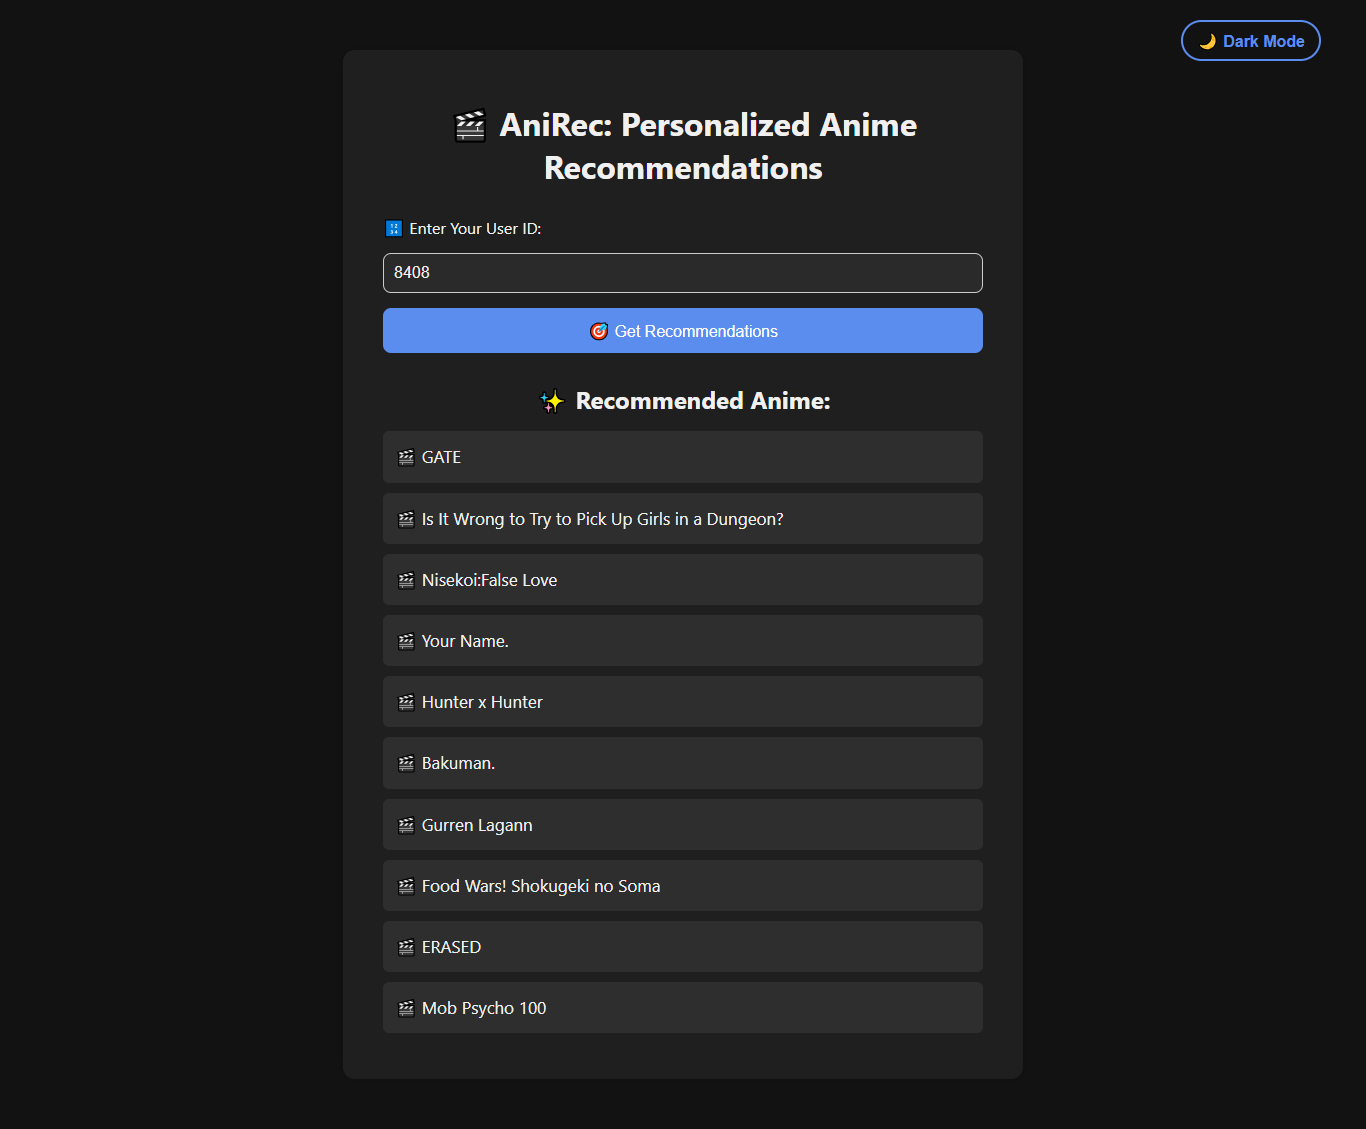 🌙 Dark Mode
🎬 AniRec: Personalized Anime
Recommendations
🔢 Enter Your User ID:
8408
🎯 Get Recommendations
✨ Recommended Anime:
🎬 GATE
🎬 Is It Wrong to Try to Pick Up Girls in a Dungeon?
🎬 Nisekoi:False Love
🎬 Your Name.
🎬 Hunter x Hunter
🎬 Bakuman.
🎬 Gurren Lagann
🎬 Food Wars! Shokugeki no Soma
🎬 ERASED
🎬 Mob Psycho 100